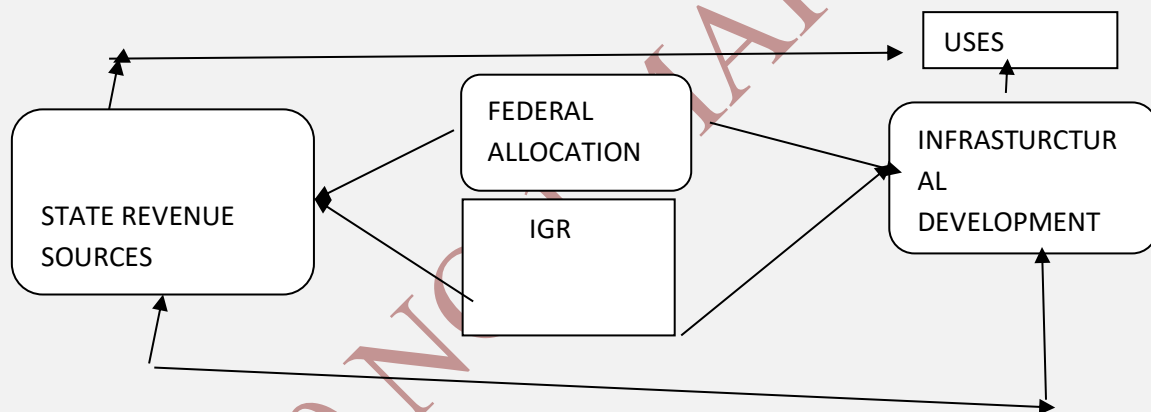 USES
FEDERAL
ALLOCATION
INFRASTURCTUR
AL
DEVELOPMENT
STATE REVENUE
SOURCES
IGR